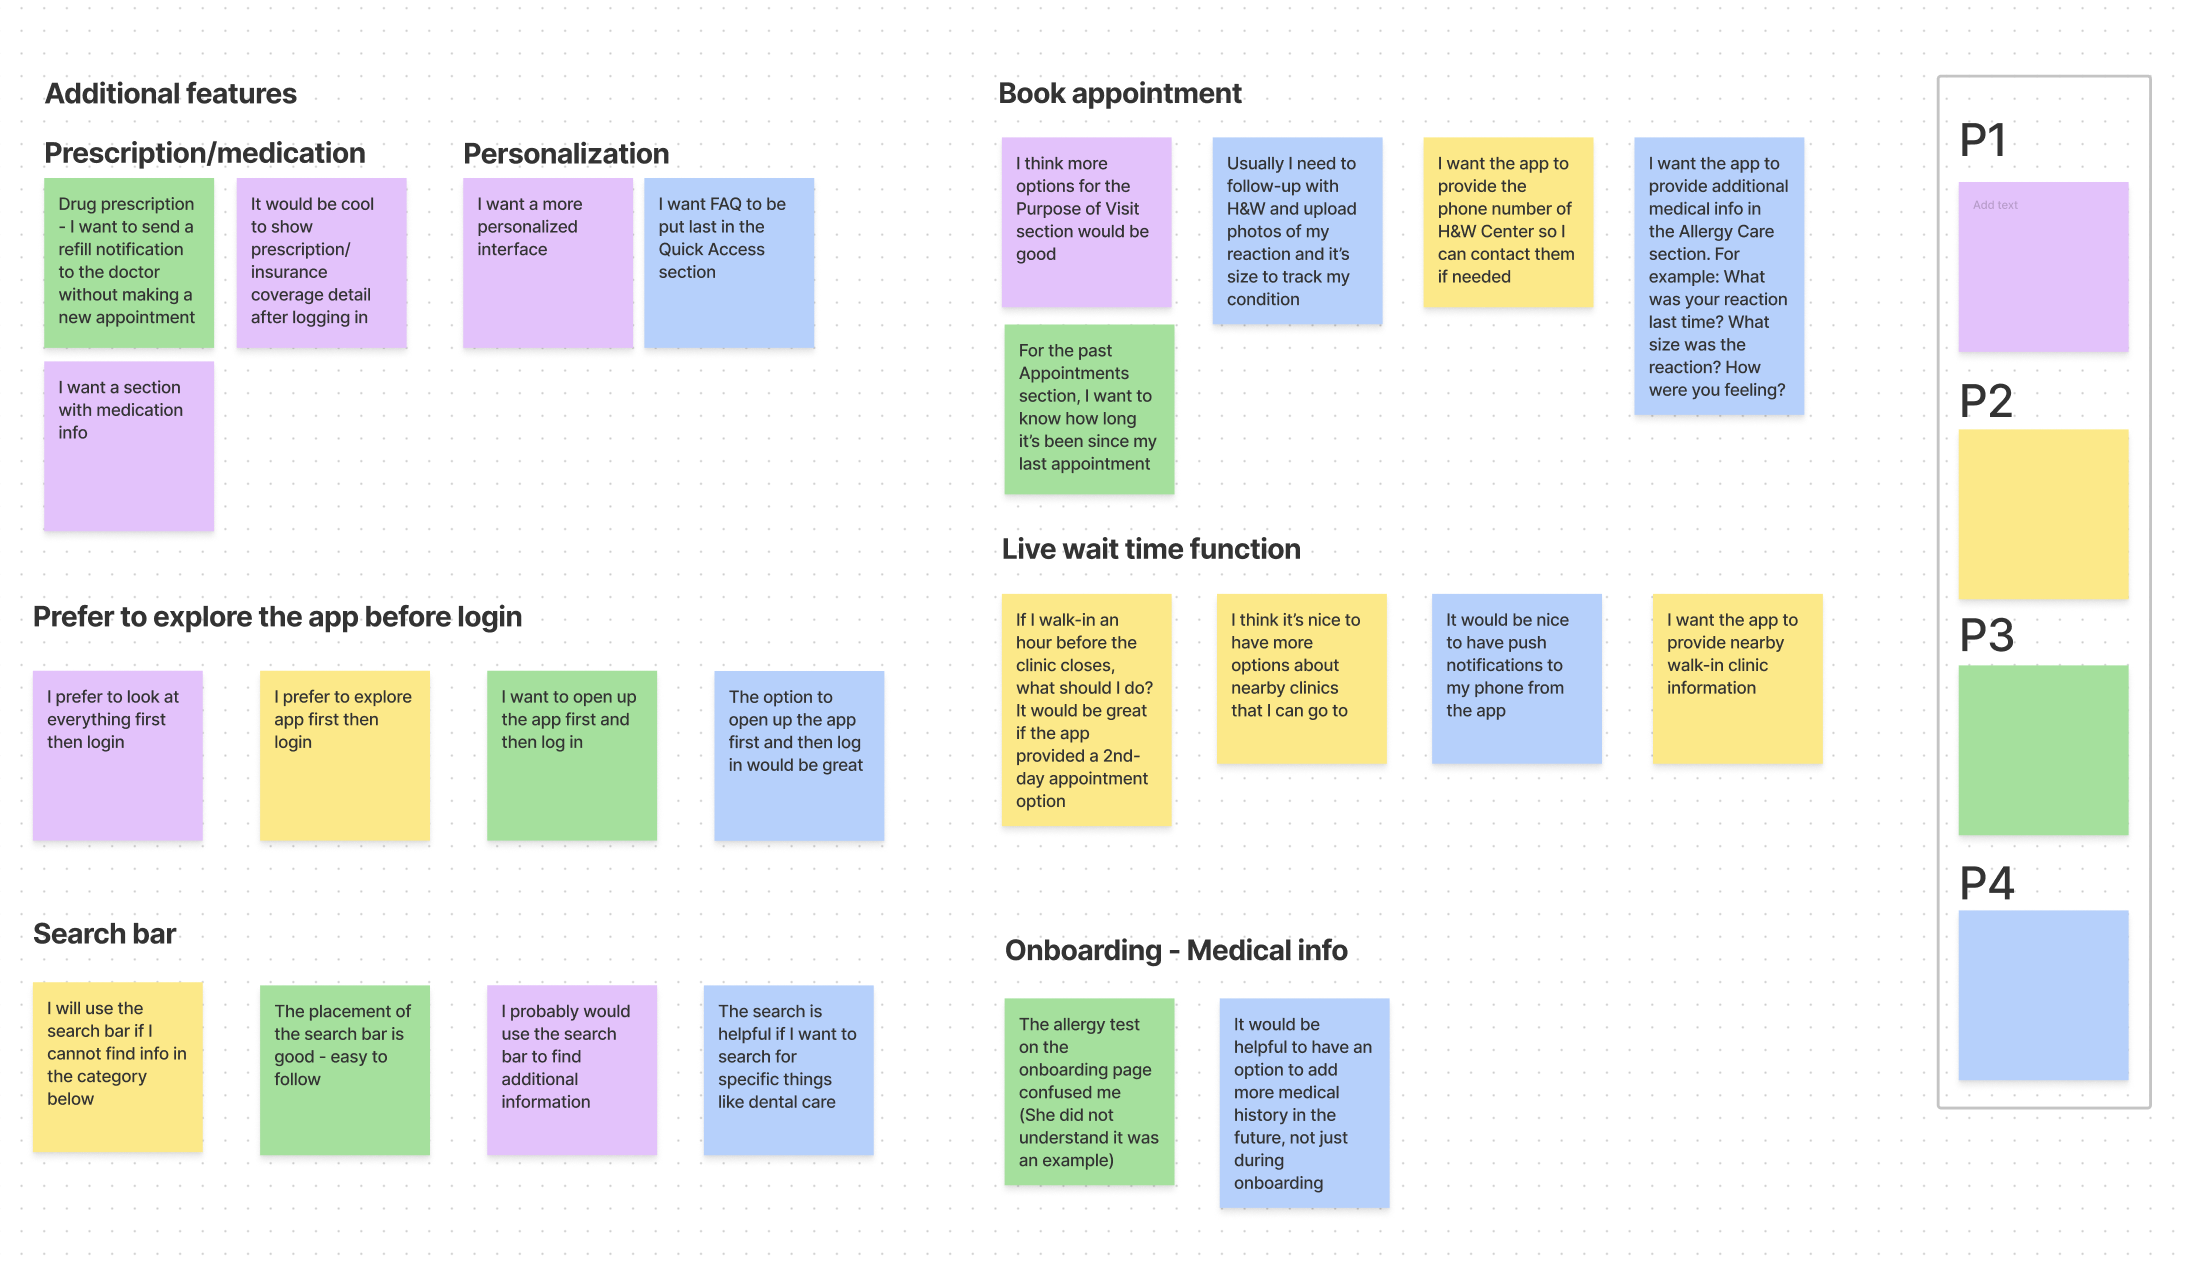 Additional features
Prescription/medication
Drug prescription
- I want to send a
refill notification
to the doctor
without making a
new appointment
It would be cool
to show
prescription/
insurance
coverage detail
after logging in
I want a section
with medication
info
Personalization
I want a more
personalized
interface
I want FAQ to be
put last in the
Quick Access
section
Prefer to explore the app before login
I prefer to look at
everything first
then login
I prefer to explore
app first then
login
I want to open up
the app first and
then log in
The option to
open up the app
first and then log
in would be great
Search bar
I will use the
search bar if I
cannot find info in
the category
below
The placement of
the search bar is
good - easy to
follow
I probably would
use the search
bar to find
additional
information
The search is
helpful if I want to
search for
specific things
like dental care
Book appointment
I think more
options for the
Purpose of Visit
section would be
good
Usually I need to
follow-up with
H&W and upload
photos of my
reaction and it’s
size to track my
condition
I want the app to
provide the
phone number of
H&W Center so I
can contact them
if needed
I want the app to
provide additional
medical info in
the Allergy Care
section. For
example: What
was your reaction
last time? What
size was the
reaction? How
were you feeling?
For the past
Appointments
section, I want to
know how long
it’s been since my
last appointment
Live wait time function
If I walk-in an
hour before the
clinic closes,
what should I do?
It would be great
if the app
provided a 2nd-
day appointment
option
I think it’s nice to
have more
options about
nearby clinics
that I can go to
It would be nice
to have push
notifications to
my phone from
the app
I want the app to
provide nearby
walk-in clinic
information
Onboarding - Medical info
The allergy test
on the
onboarding page
confused me
(She did not
understand it was
an example)
It would be
helpful to have an
option to add
more medical
history in the
future, not just
during
onboarding
P1
Add text
P2
P3
P4